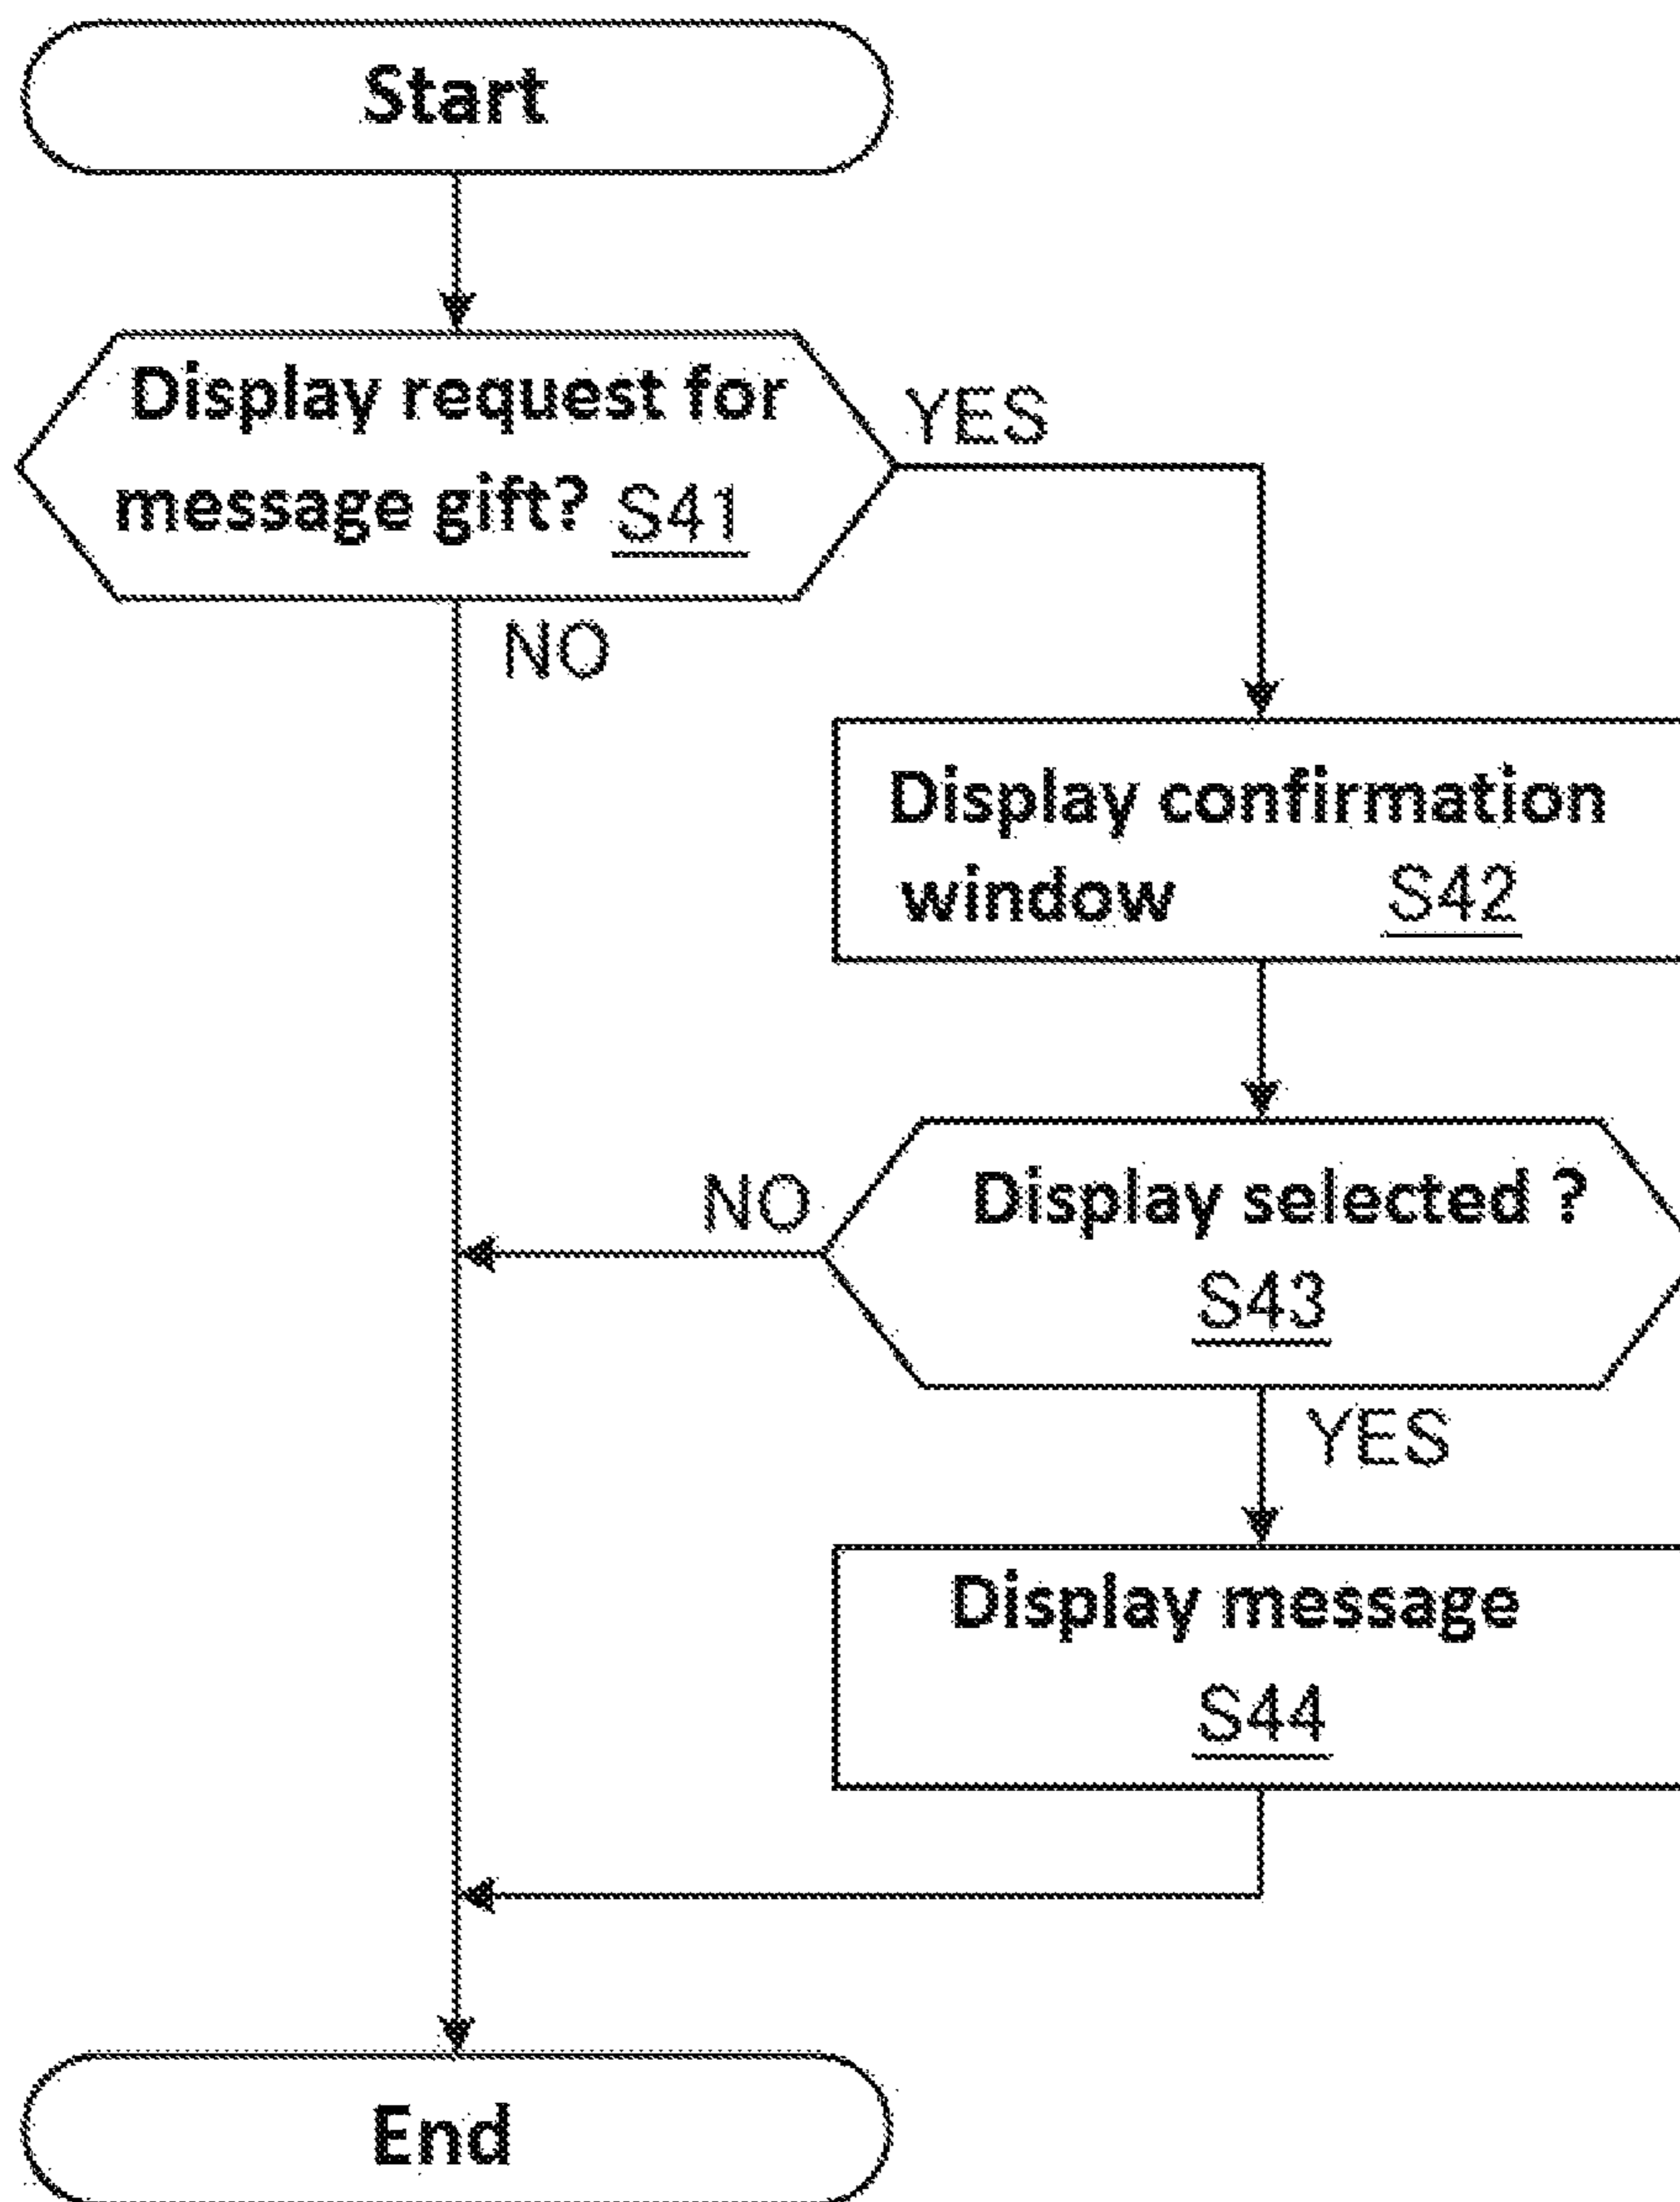 Start
Display request for
message gift? S41
YES
NO
Display confirmation
window S42
Display selected ?
S43
NO
YES
Display message
S44
End